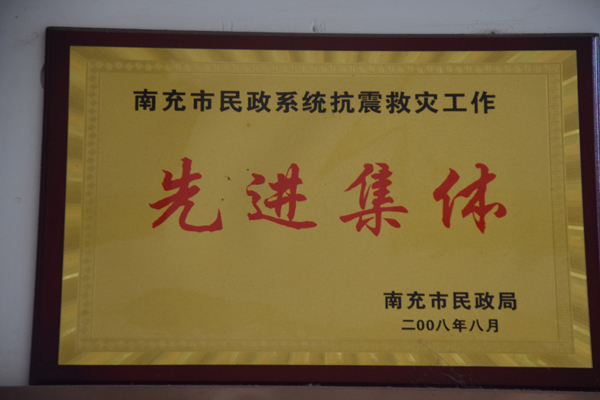 南充市民政系统抗震救灾工作
先进集体
南充市民政局
二00八年八月